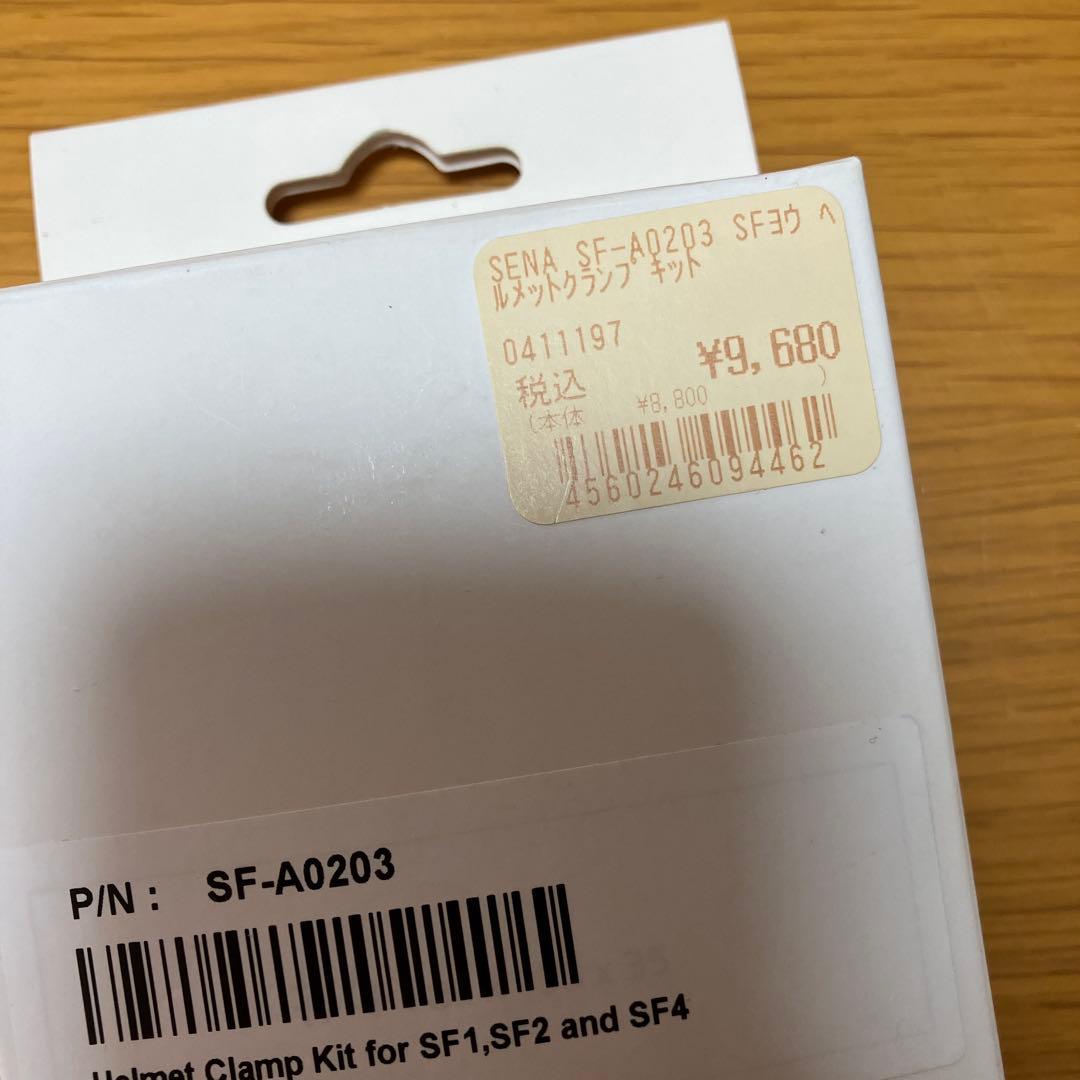 SENA SF-A0203 SFヨウ ヘ
ルメットクランプ キット
0411197
¥9,680
税込
(本体 ¥8,800 )
4560246094462
P/N : SF-A0203
Helmet Clamp Kit for SF1,SF2 and SF4